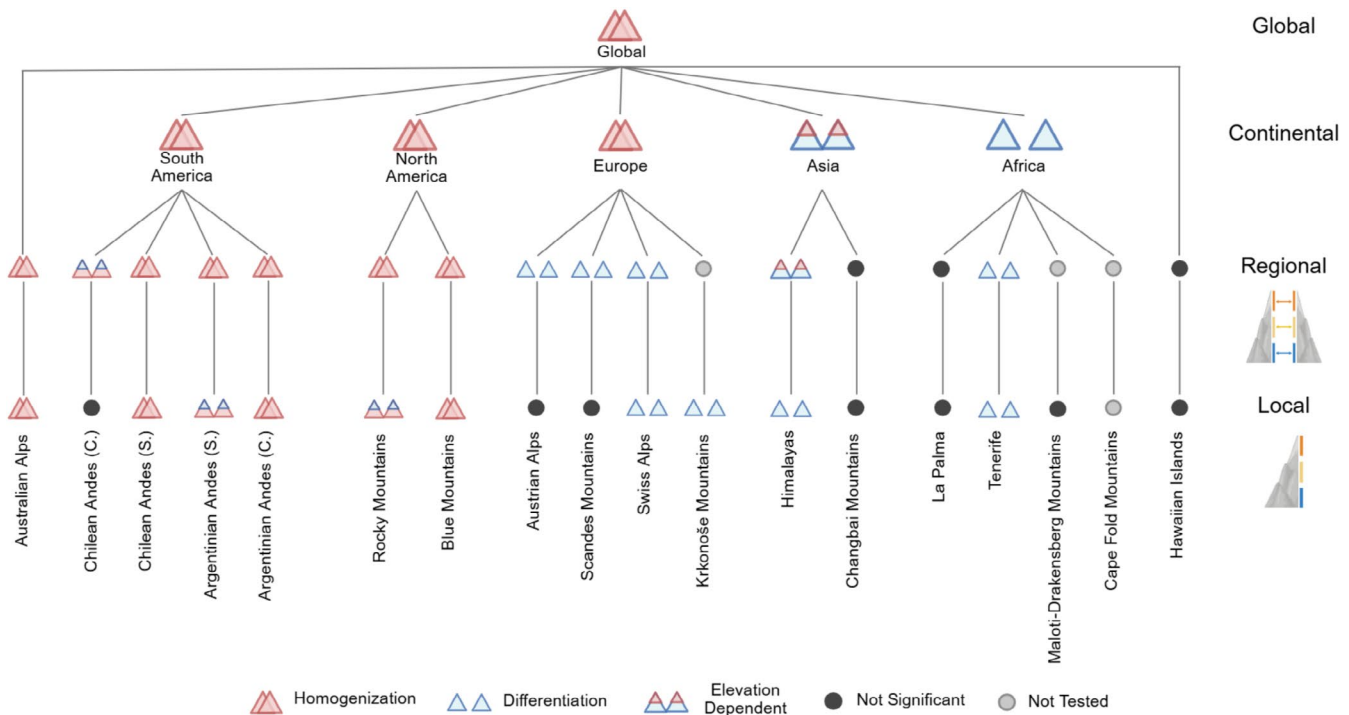 Global
Global
Continental
South
America
North
America
Europe
Asia
Africa
Regional
Local
Australian Alps
Chilean Andes (C.)
Chilean Andes (S.)
Argentinian Andes (S.)
Argentinian Andes (C.)
Rocky Mountains
Blue Mountains
Austrian Alps
Scandes Mountains
Swiss Alps
Krkonoše Mountains
Himalayas
Changbai Mountains
La Palma
Tenerife
Maloti-Drakensberg Mountains
Cape Fold Mountains
Hawaiian Islands
Homogenization
Differentiation
Elevation
Dependent
Not Significant
Not Tested